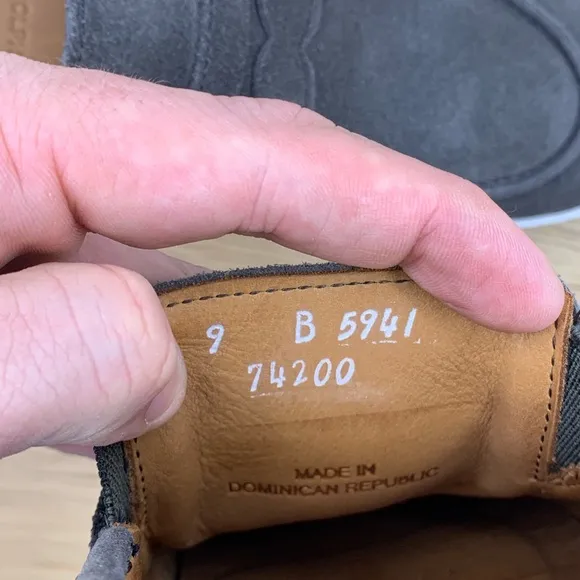 9 B 5941
74200
MADE IN
DOMINICAN REPUBLIC